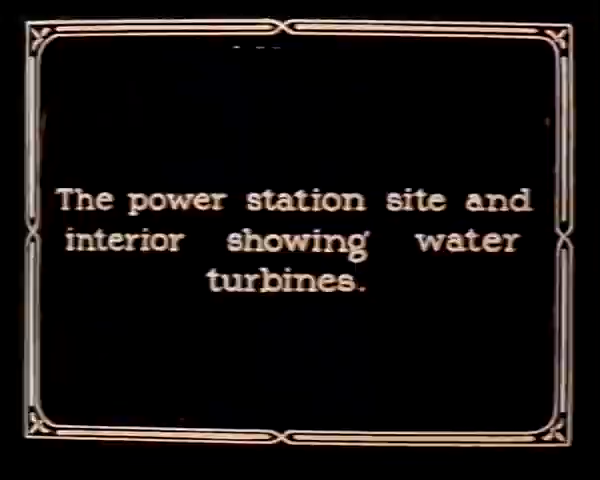 The power station site and
interior showing water
turbines.